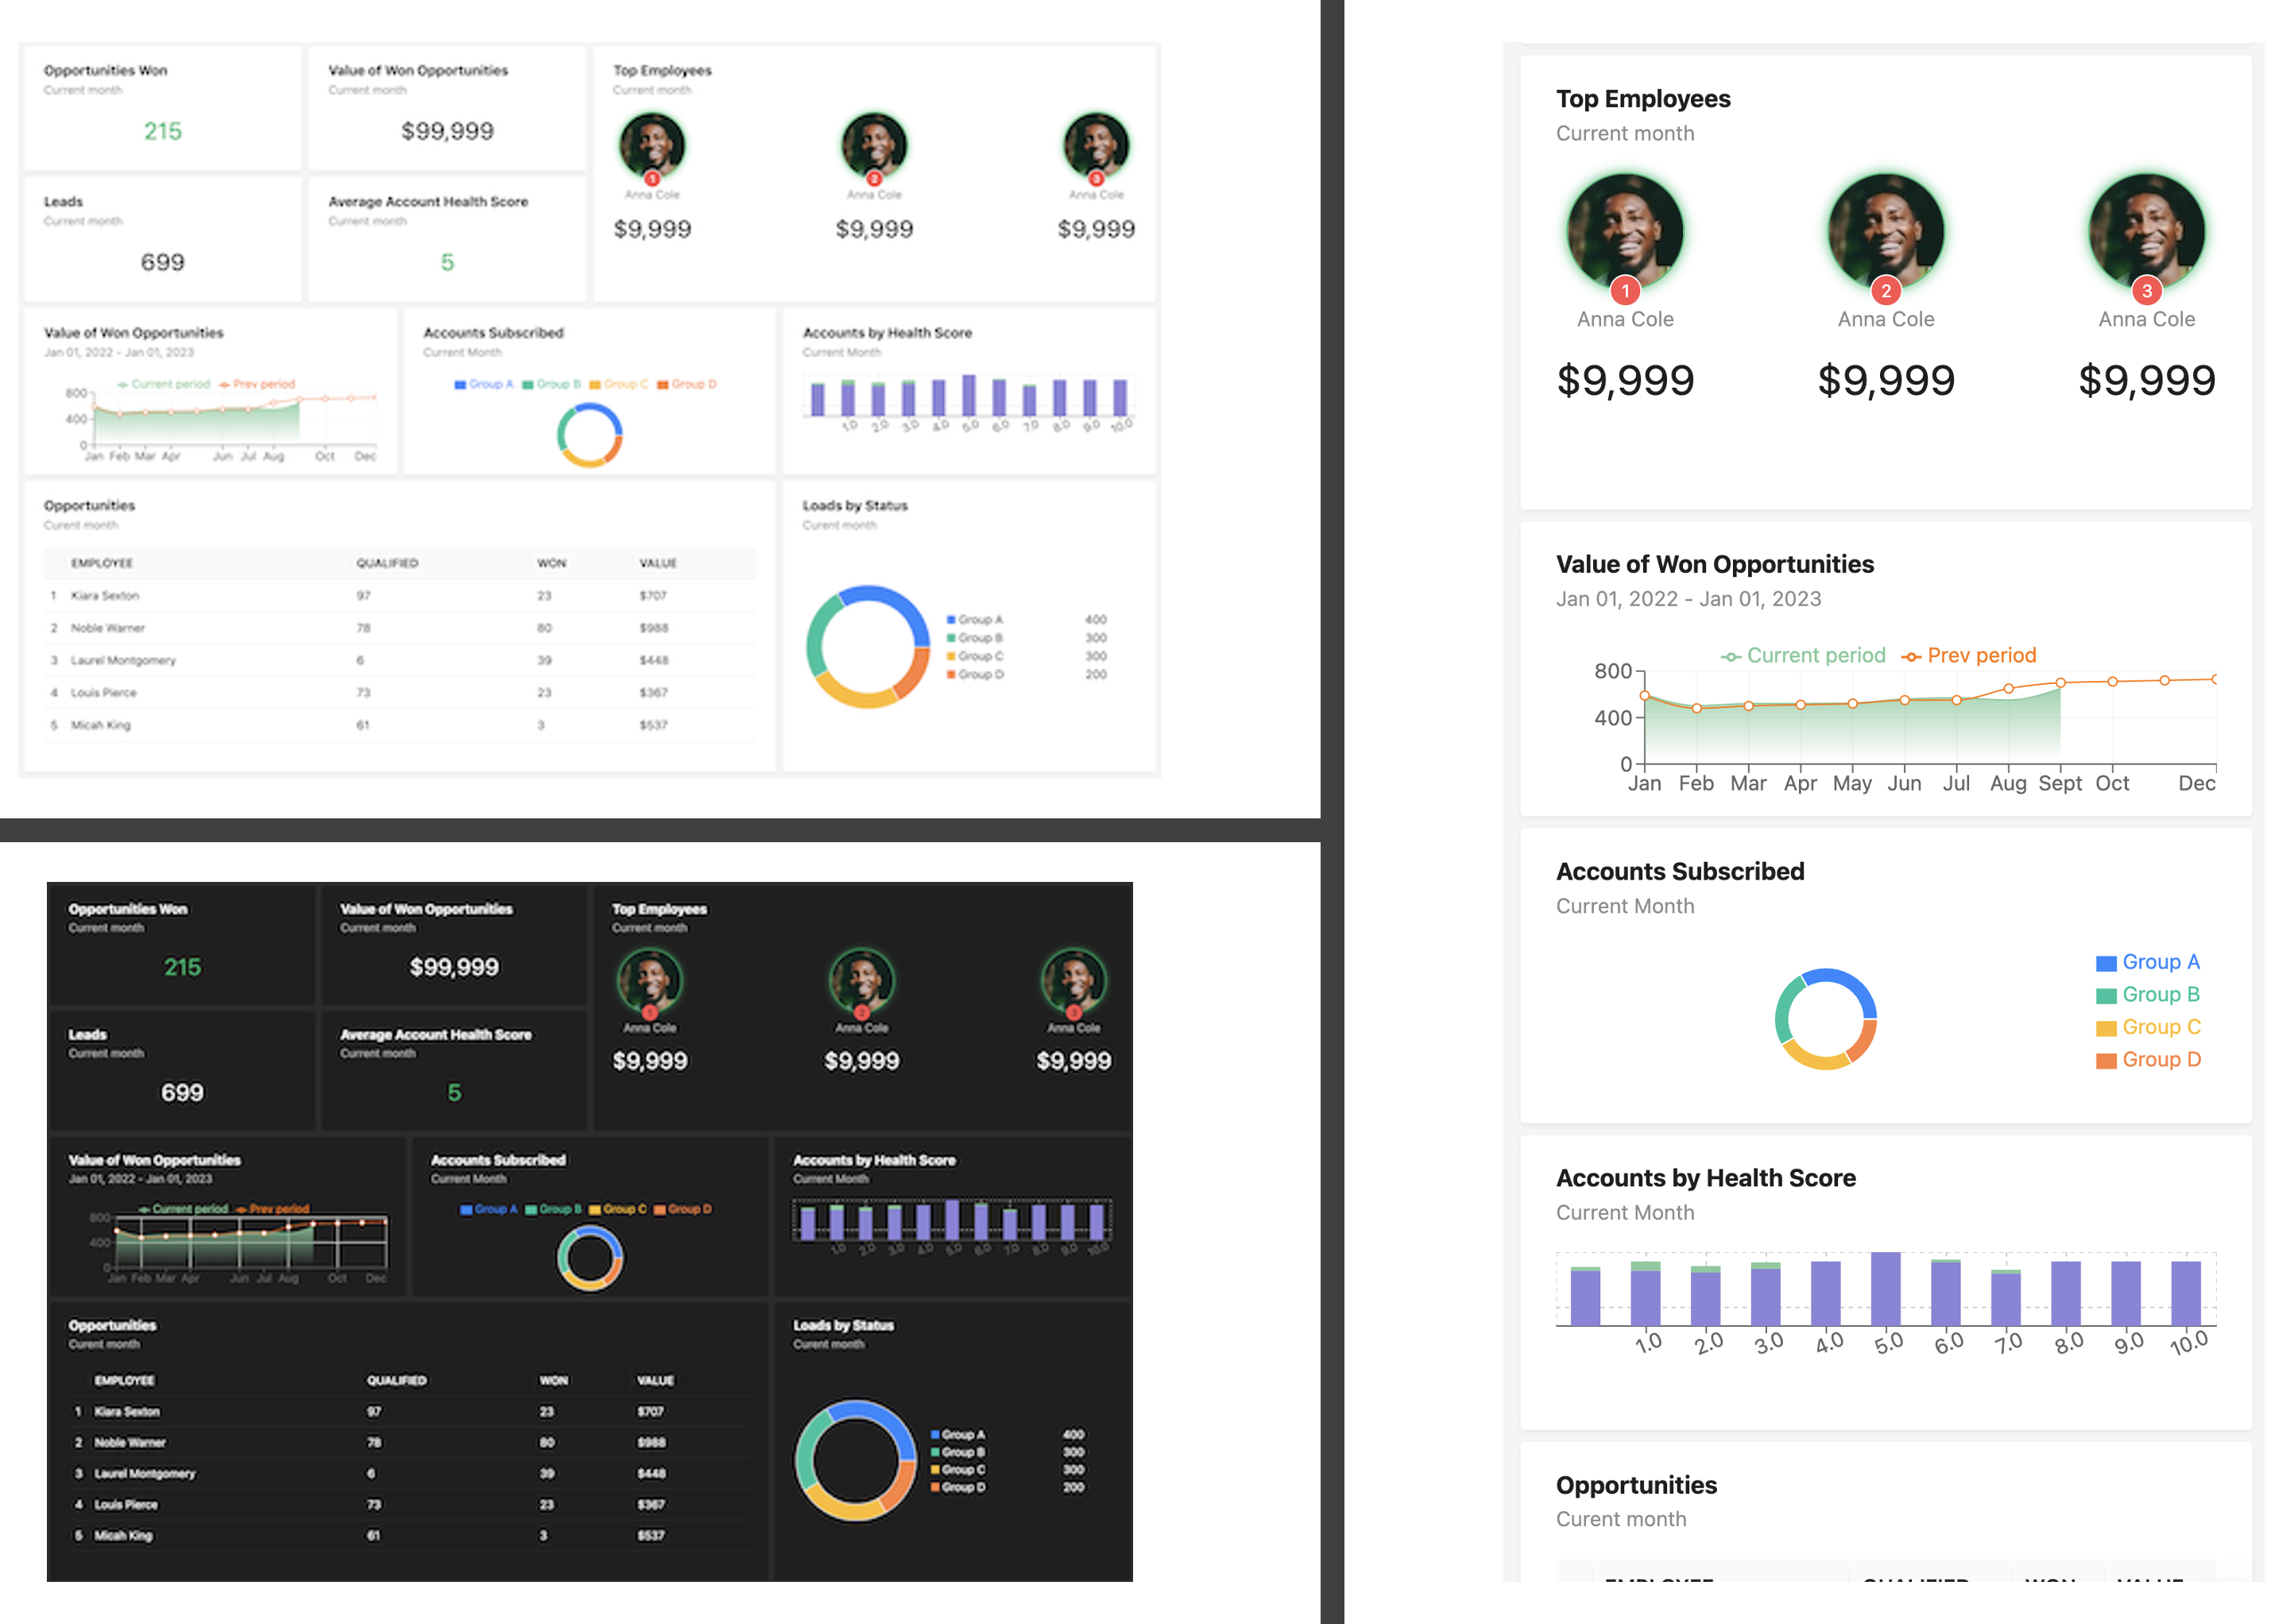 Opportunities Won
Current month
215
Value of Won Opportunities
Current month
$99,999
Top Employees
Current month
1 2 3
Anna Cole Anna Cole Anna Cole
$9,999 $9,999 $9,999
Leads
Current month
699
Average Account Health Score
Current month
5
Value of Won Opportunities
Jan 01, 2022 - Jan 01, 2023
Current period Prev period
800
400
0
Jan Feb Mar Apr Jun Jul Aug Oct Dec
Accounts Subscribed
Current Month
Group A Group B Group C Group D
Accounts by Health Score
Current Month
1.0 2.0 3.0 4.0 5.0 6.0 7.0 8.0 9.0 10.0
Opportunities
Curent month
EMPLOYEE QUALIFIED WON VALUE
1 Kiara Sexton 97 23 $707
2 Noble Warner 78 80 $988
3 Laurel Montgomery 6 39 $448
4 Louis Pierce 73 23 $367
5 Micah King 61 3 $537
Loads by Status
Curent month
Group A 400
Group B 300
Group C 300
Group D 200
Opportunities Won
Current month
215
Value of Won Opportunities
Current month
$99,999
Top Employees
Current month
1 2 3
Anna Cole Anna Cole Anna Cole
$9,999 $9,999 $9,999
Leads
Current month
699
Average Account Health Score
Current month
5
Value of Won Opportunities
Jan 01, 2022 - Jan 01, 2023
Current period Prev period
800
400
0
Jan Feb Mar Apr Jun Jul Aug Oct Dec
Accounts Subscribed
Current Month
Group A Group B Group C Group D
Accounts by Health Score
Current Month
1.0 2.0 3.0 4.0 5.0 6.0 7.0 8.0 9.0 10.0
Opportunities
Curent month
EMPLOYEE QUALIFIED WON VALUE
1 Kiara Sexton 97 23 $707
2 Noble Warner 78 80 $988
3 Laurel Montgomery 6 39 $448
4 Louis Pierce 73 23 $367
5 Micah King 61 3 $537
Loads by Status
Curent month
Group A 400
Group B 300
Group C 300
Group D 200
Top Employees
Current month
1 2 3
Anna Cole Anna Cole Anna Cole
$9,999 $9,999 $9,999
Value of Won Opportunities
Jan 01, 2022 - Jan 01, 2023
Current period Prev period
800
400
0
Jan Feb Mar Apr May Jun Jul Aug Sept Oct Dec
Accounts Subscribed
Current Month
Group A
Group B
Group C
Group D
Accounts by Health Score
Current Month
1.0 2.0 3.0 4.0 5.0 6.0 7.0 8.0 9.0 10.0
Opportunities
Curent month